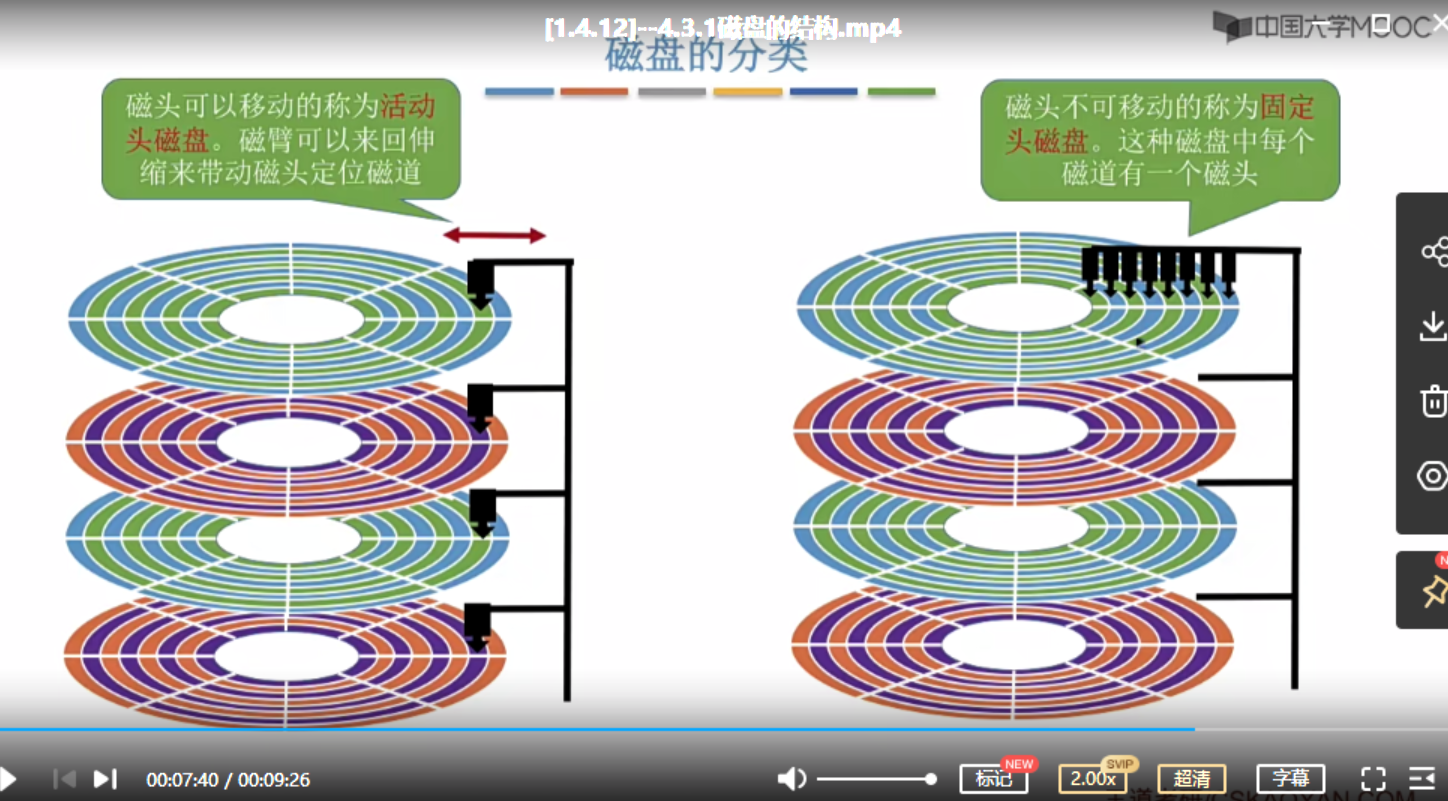 [1.4.12]--4.3.1磁盘的结构.mp4
中国大学MOOC
磁盘的分类
磁头可以移动的称为活动
头磁盘。磁臂可以来回伸
缩来带动磁头定位磁道
磁头不可移动的称为固定
头磁盘。这种磁盘中每个
磁道有一个磁头
00:07:40 / 00:09:26
标记
NEW
2.00x
SVIP
超清
字幕